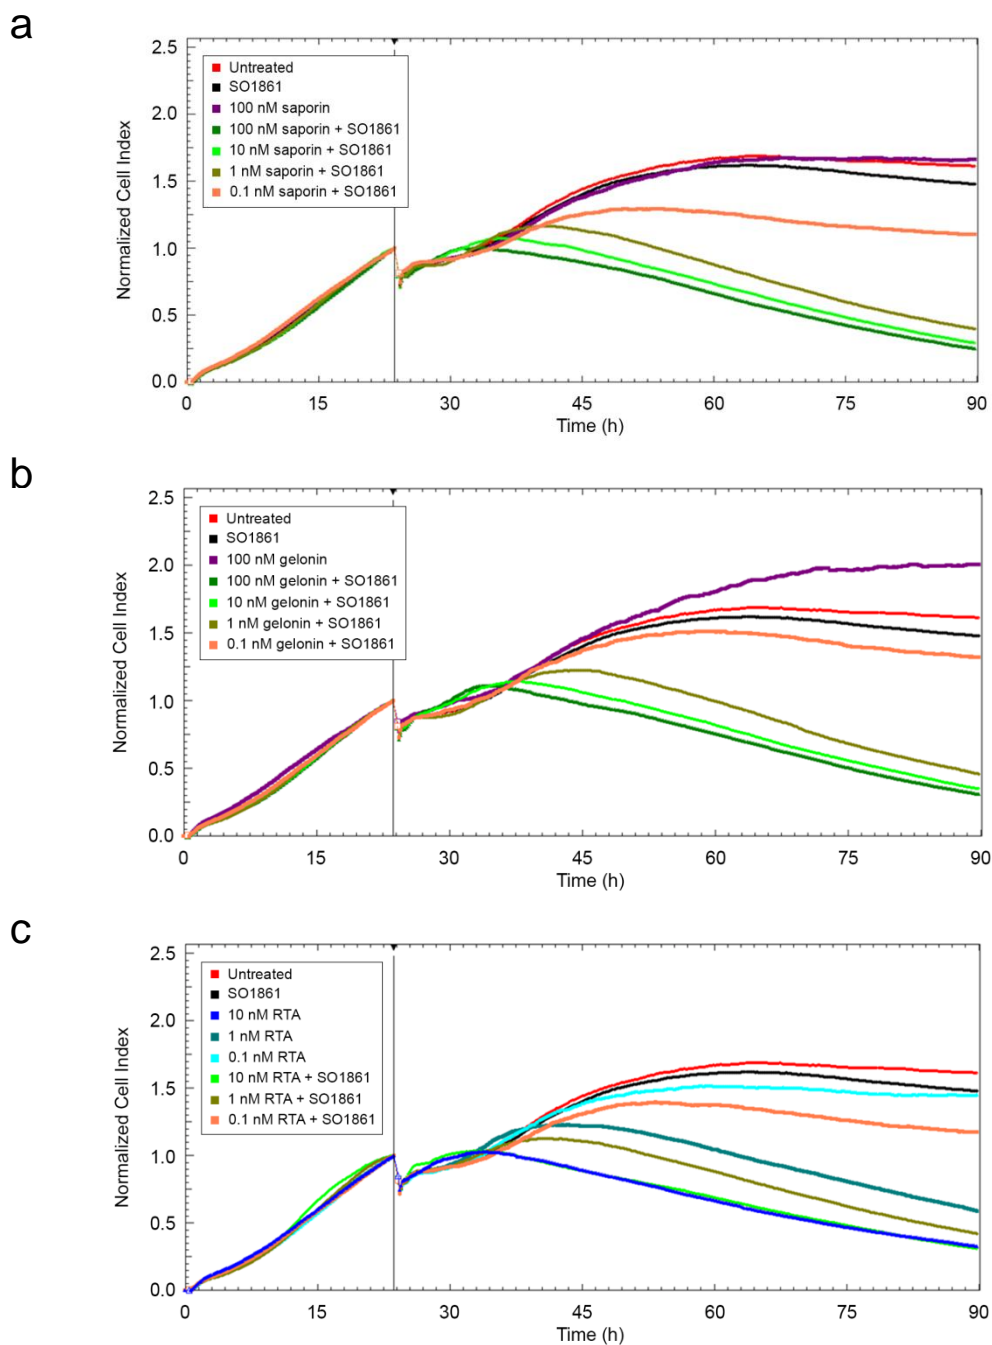 a
2.5
2.0
1.5
1.0
0.5
0.0
Normalized Cell Index
Untreated
SO1861
100 nM saporin
100 nM saporin + SO1861
10 nM saporin + SO1861
1 nM saporin + SO1861
0.1 nM saporin + SO1861
0 15 30 45 60 75 90
Time (h)
b
2.5
2.0
1.5
1.0
0.5
0.0
Normalized Cell Index
Untreated
SO1861
100 nM gelonin
100 nM gelonin + SO1861
10 nM gelonin + SO1861
1 nM gelonin + SO1861
0.1 nM gelonin + SO1861
0 15 30 45 60 75 90
Time (h)
c
2.5
2.0
1.5
1.0
0.5
0.0
Normalized Cell Index
Untreated
SO1861
10 nM RTA
1 nM RTA
0.1 nM RTA
10 nM RTA + SO1861
1 nM RTA + SO1861
0.1 nM RTA + SO1861
0 15 30 45 60 75 90
Time (h)